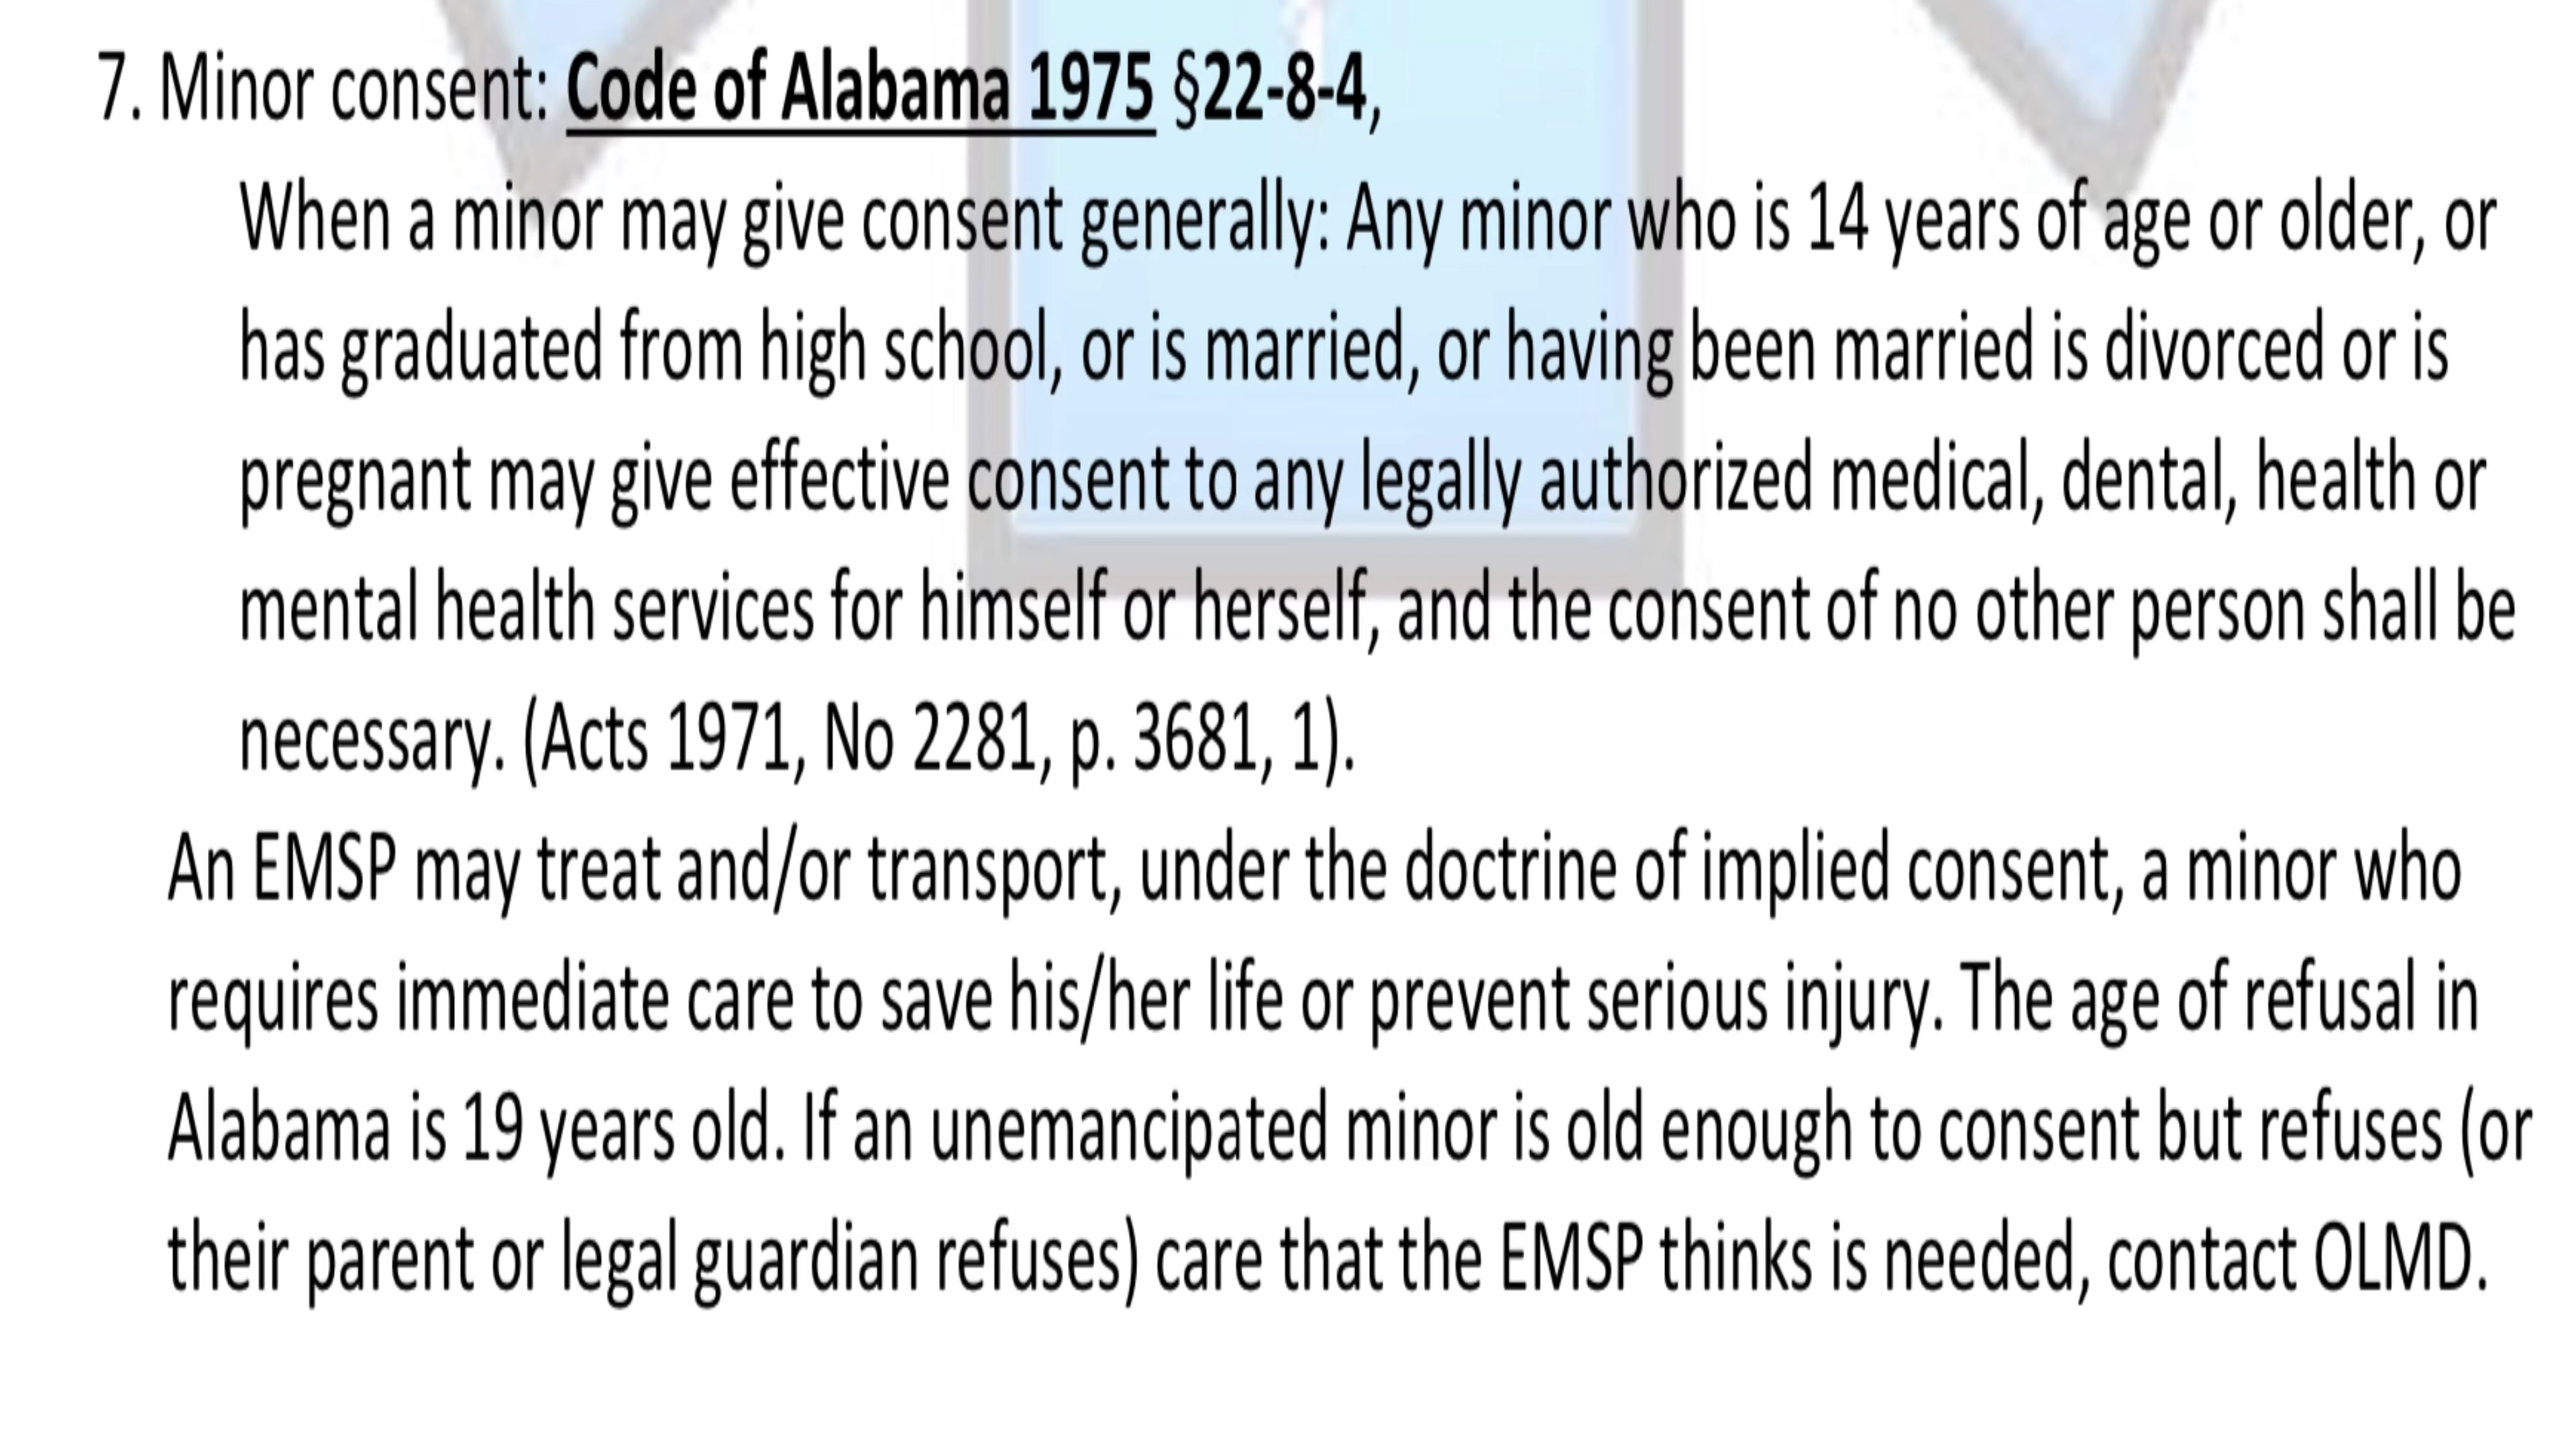 7. Minor consent: Code of Alabama 1975 §22-8-4,
When a minor may give consent generally: Any minor who is 14 years of age or older, or
has graduated from high school, or is married, or having been married is divorced or is
pregnant may give effective consent to any legally authorized medical, dental, health or
mental health services for himself or herself, and the consent of no other person shall be
necessary. (Acts 1971, No 2281, p. 3681, 1).
An EMSP may treat and/or transport, under the doctrine of implied consent, a minor who
requires immediate care to save his/her life or prevent serious injury. The age of refusal in
Alabama is 19 years old. If an unemancipated minor is old enough to consent but refuses (or
their parent or legal guardian refuses) care that the EMSP thinks is needed, contact OLMD.